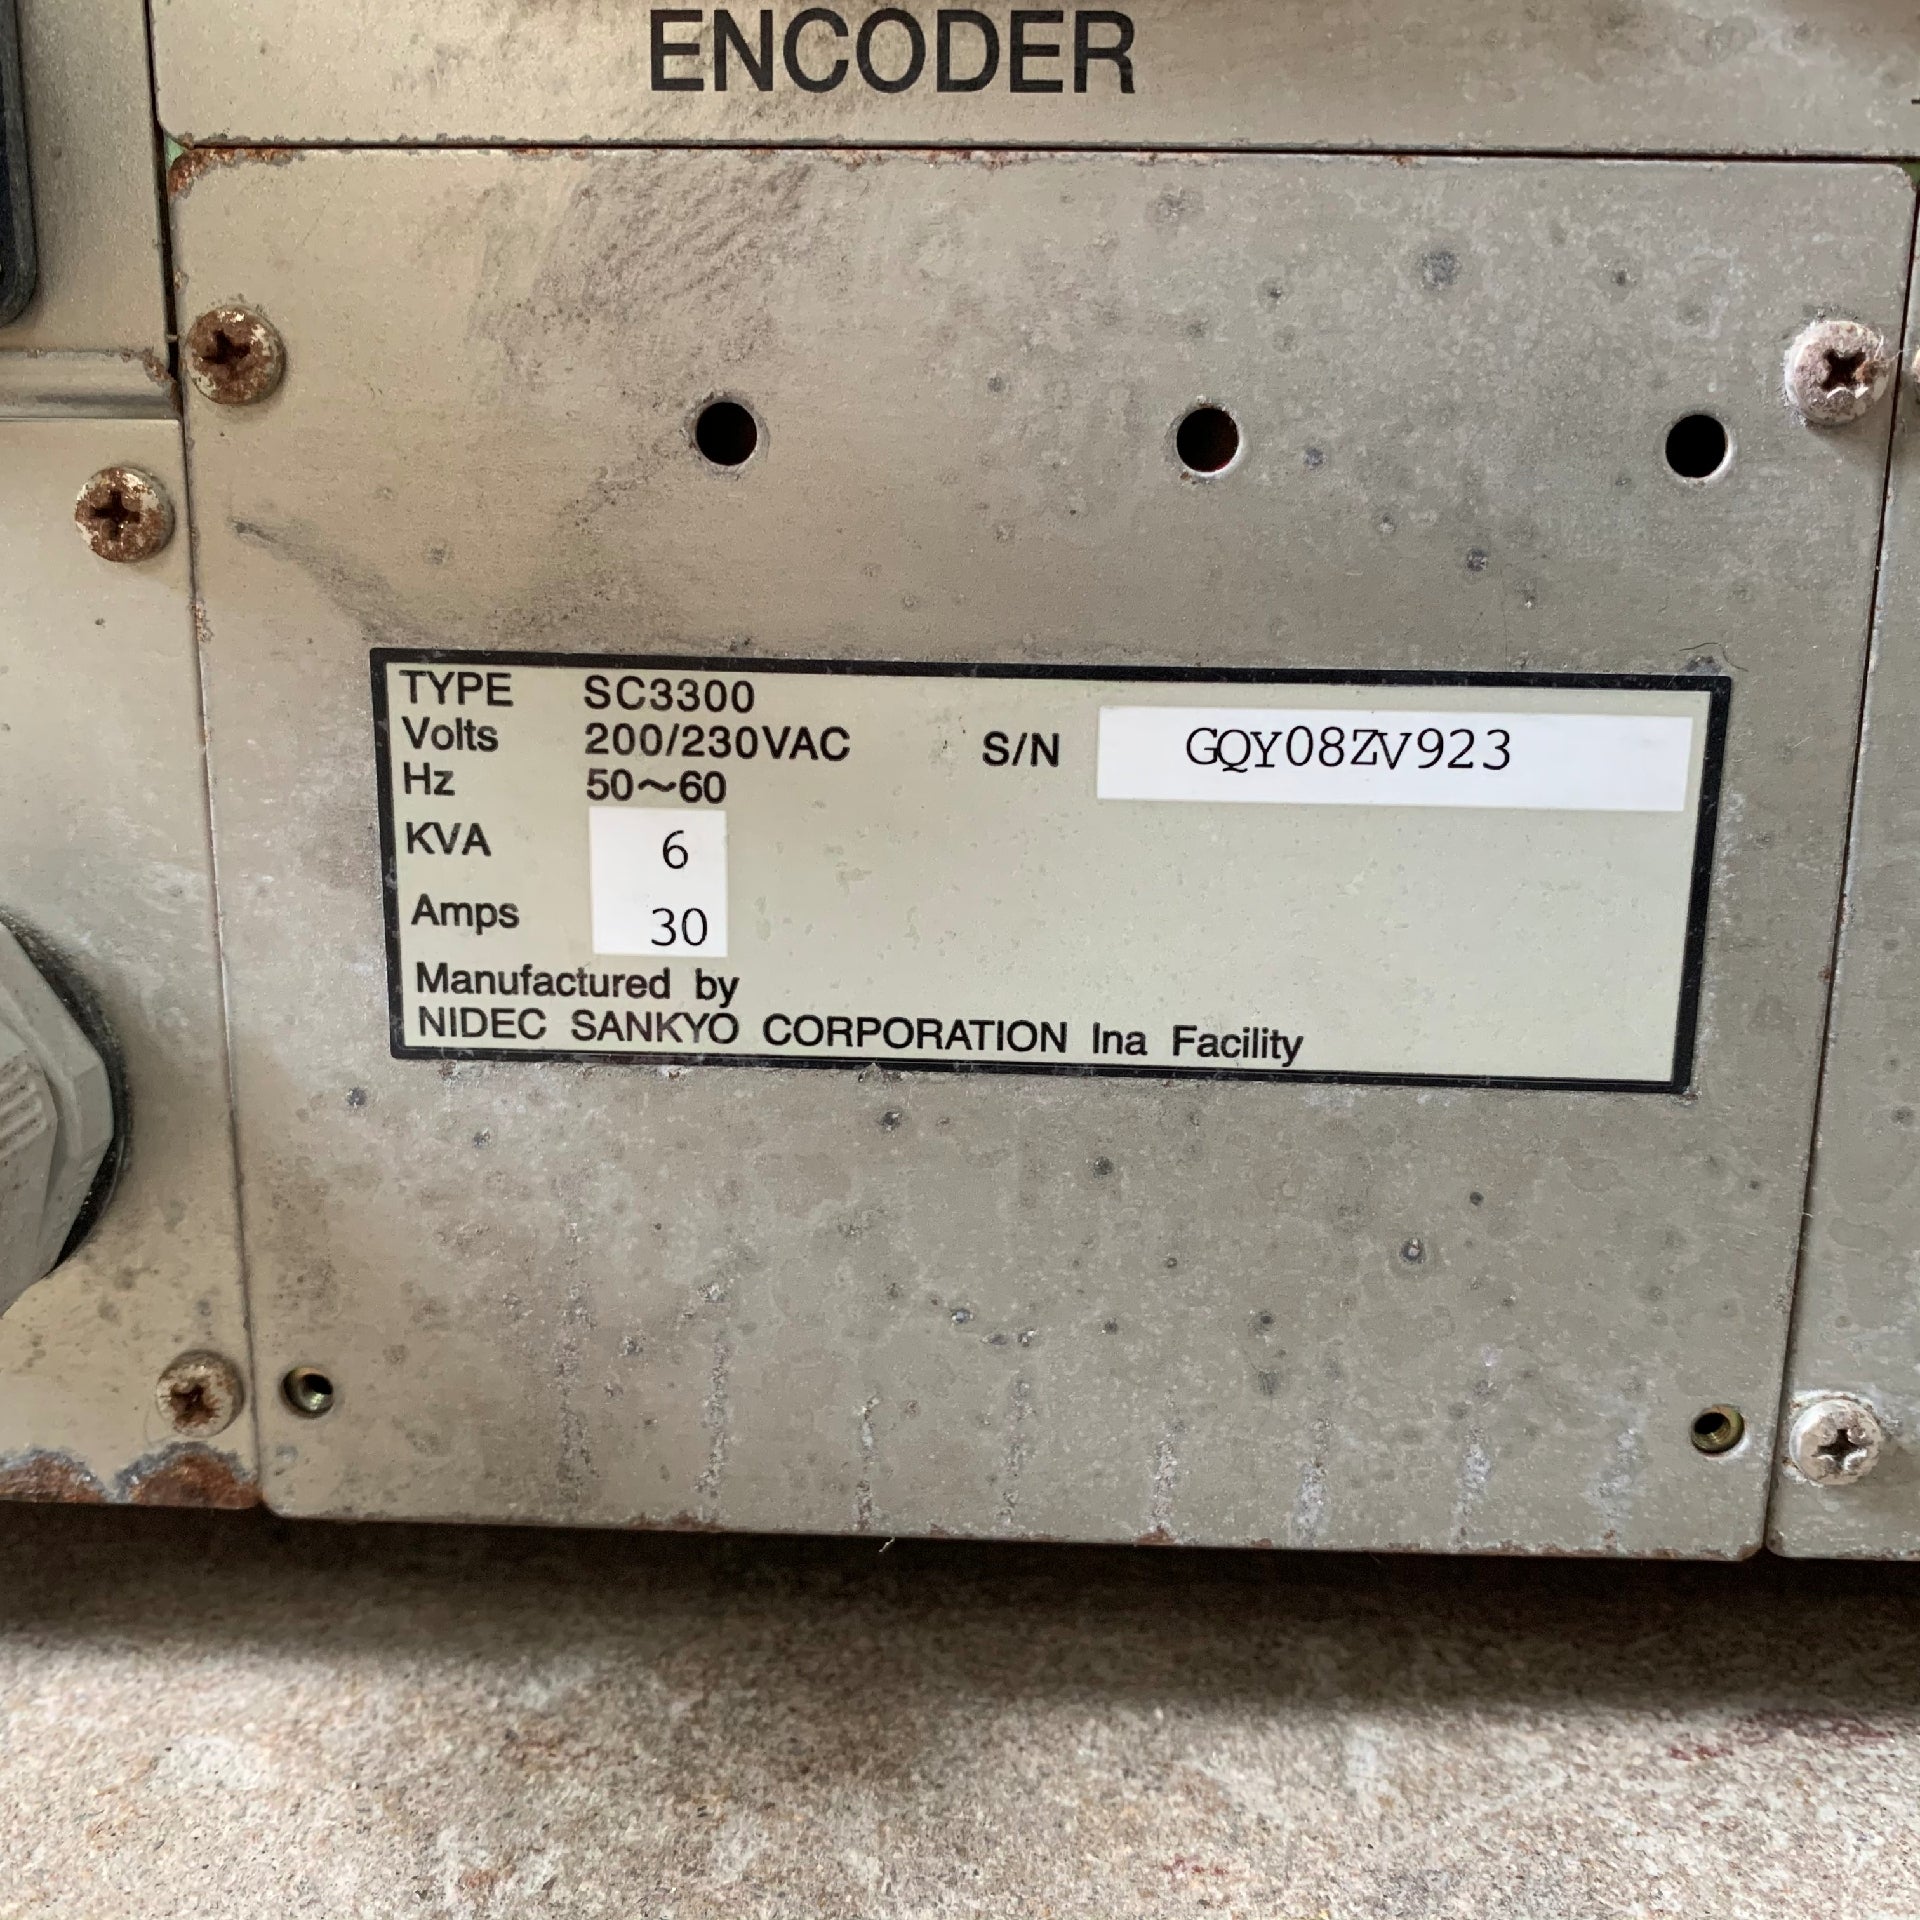 ENCODER
TYPE SC3300
Volts 200/230VAC S/N GQY08ZV923
Hz 50～60
KVA 6
Amps 30
Manufactured by
NIDEC SANKYO CORPORATION Ina Facility